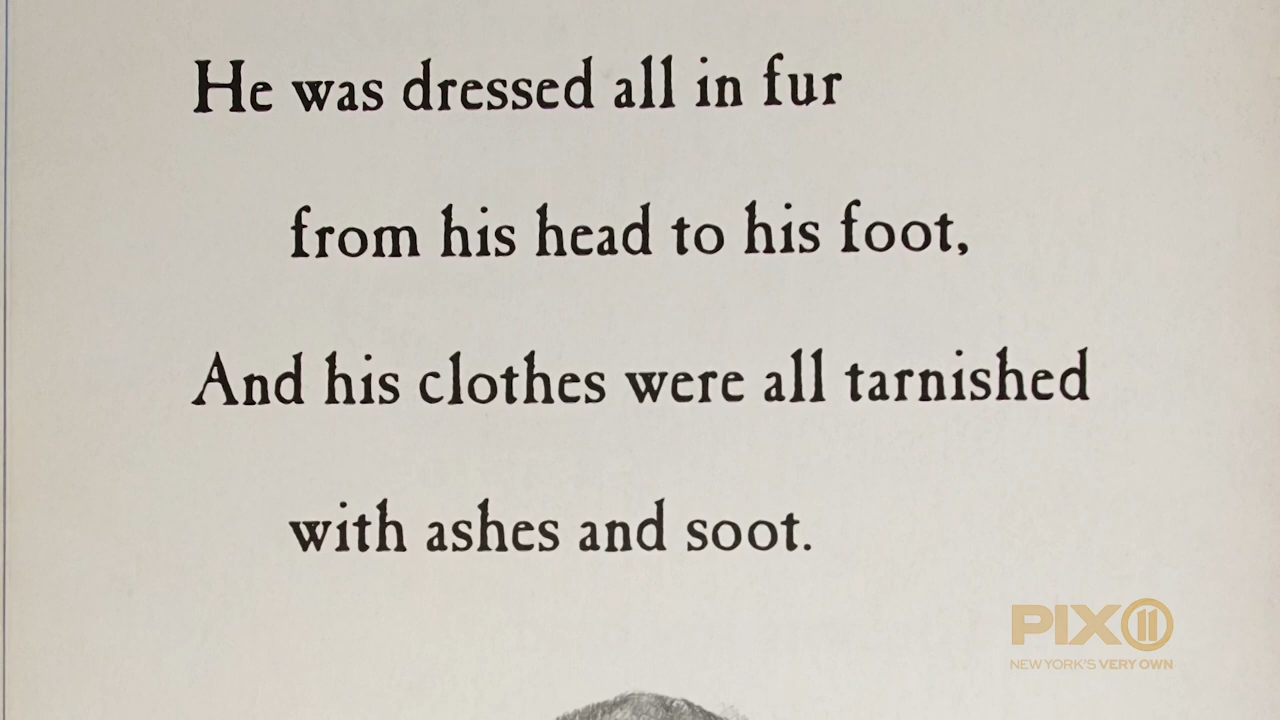 He was dressed all in fur
from his head to his foot,
And his clothes were all tarnished
with ashes and soot.
PIX11
NEW YORK'S VERY OWN